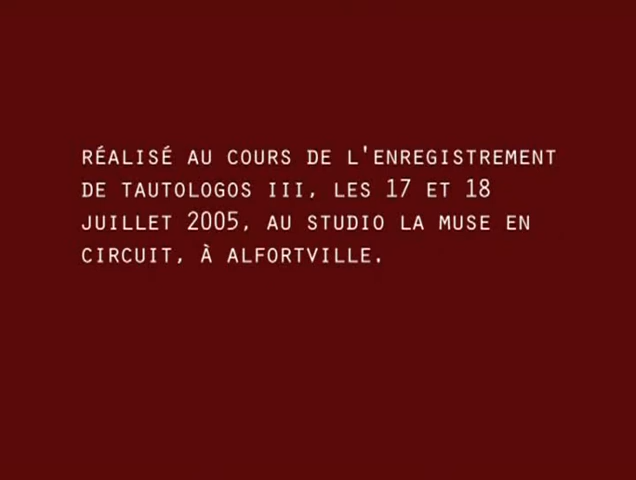 RÉALISÉ AU COURS DE L'ENREGISTREMENT
DE TAUTOLOGOS III, LES 17 ET 18
JUILLET 2005, AU STUDIO LA MUSE EN
CIRCUIT, À ALFORTVILLE.